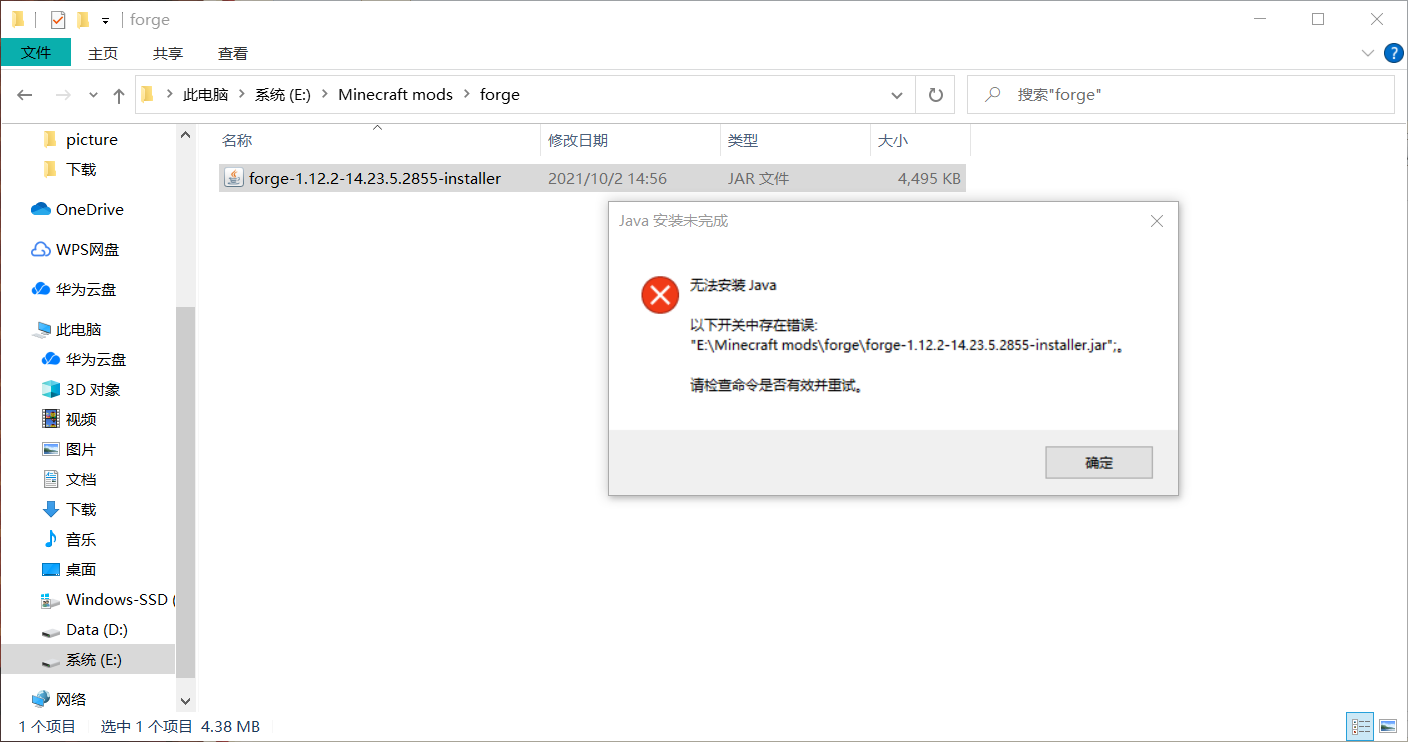 forge
文件 主页 共享 查看
此电脑 系统 (E:) Minecraft mods forge
搜索"forge"
picture
下载
OneDrive
WPS网盘
华为云盘
此电脑
华为云盘
3D 对象
视频
图片
文档
下载
音乐
桌面
Windows-SSD (
Data (D:)
系统 (E:)
网络
名称 修改日期 类型 大小
forge-1.12.2-14.23.5.2855-installer 2021/10/2 14:56 JAR 文件 4,495 KB
Java 安装未完成
无法安装 Java
以下开关中存在错误:
"E:\Minecraft mods\forge\forge-1.12.2-14.23.5.2855-installer.jar";。
请检查命令是否有效并重试。
确定
1 个项目 选中 1 个项目 4.38 MB